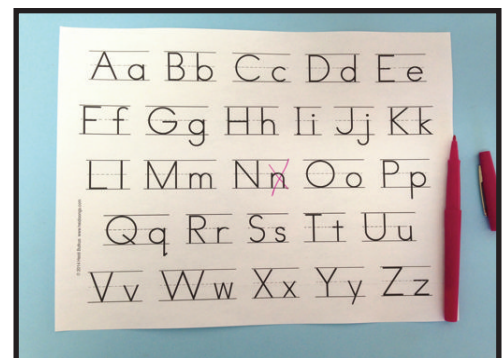 Aa Bb Cc Dd Ee
Ff Gg Hh Ii Jj Kk
Ll Mm Nn Oo Pp
Qq Rr Ss Tt Uu
Vv Ww Xx Yy Zz